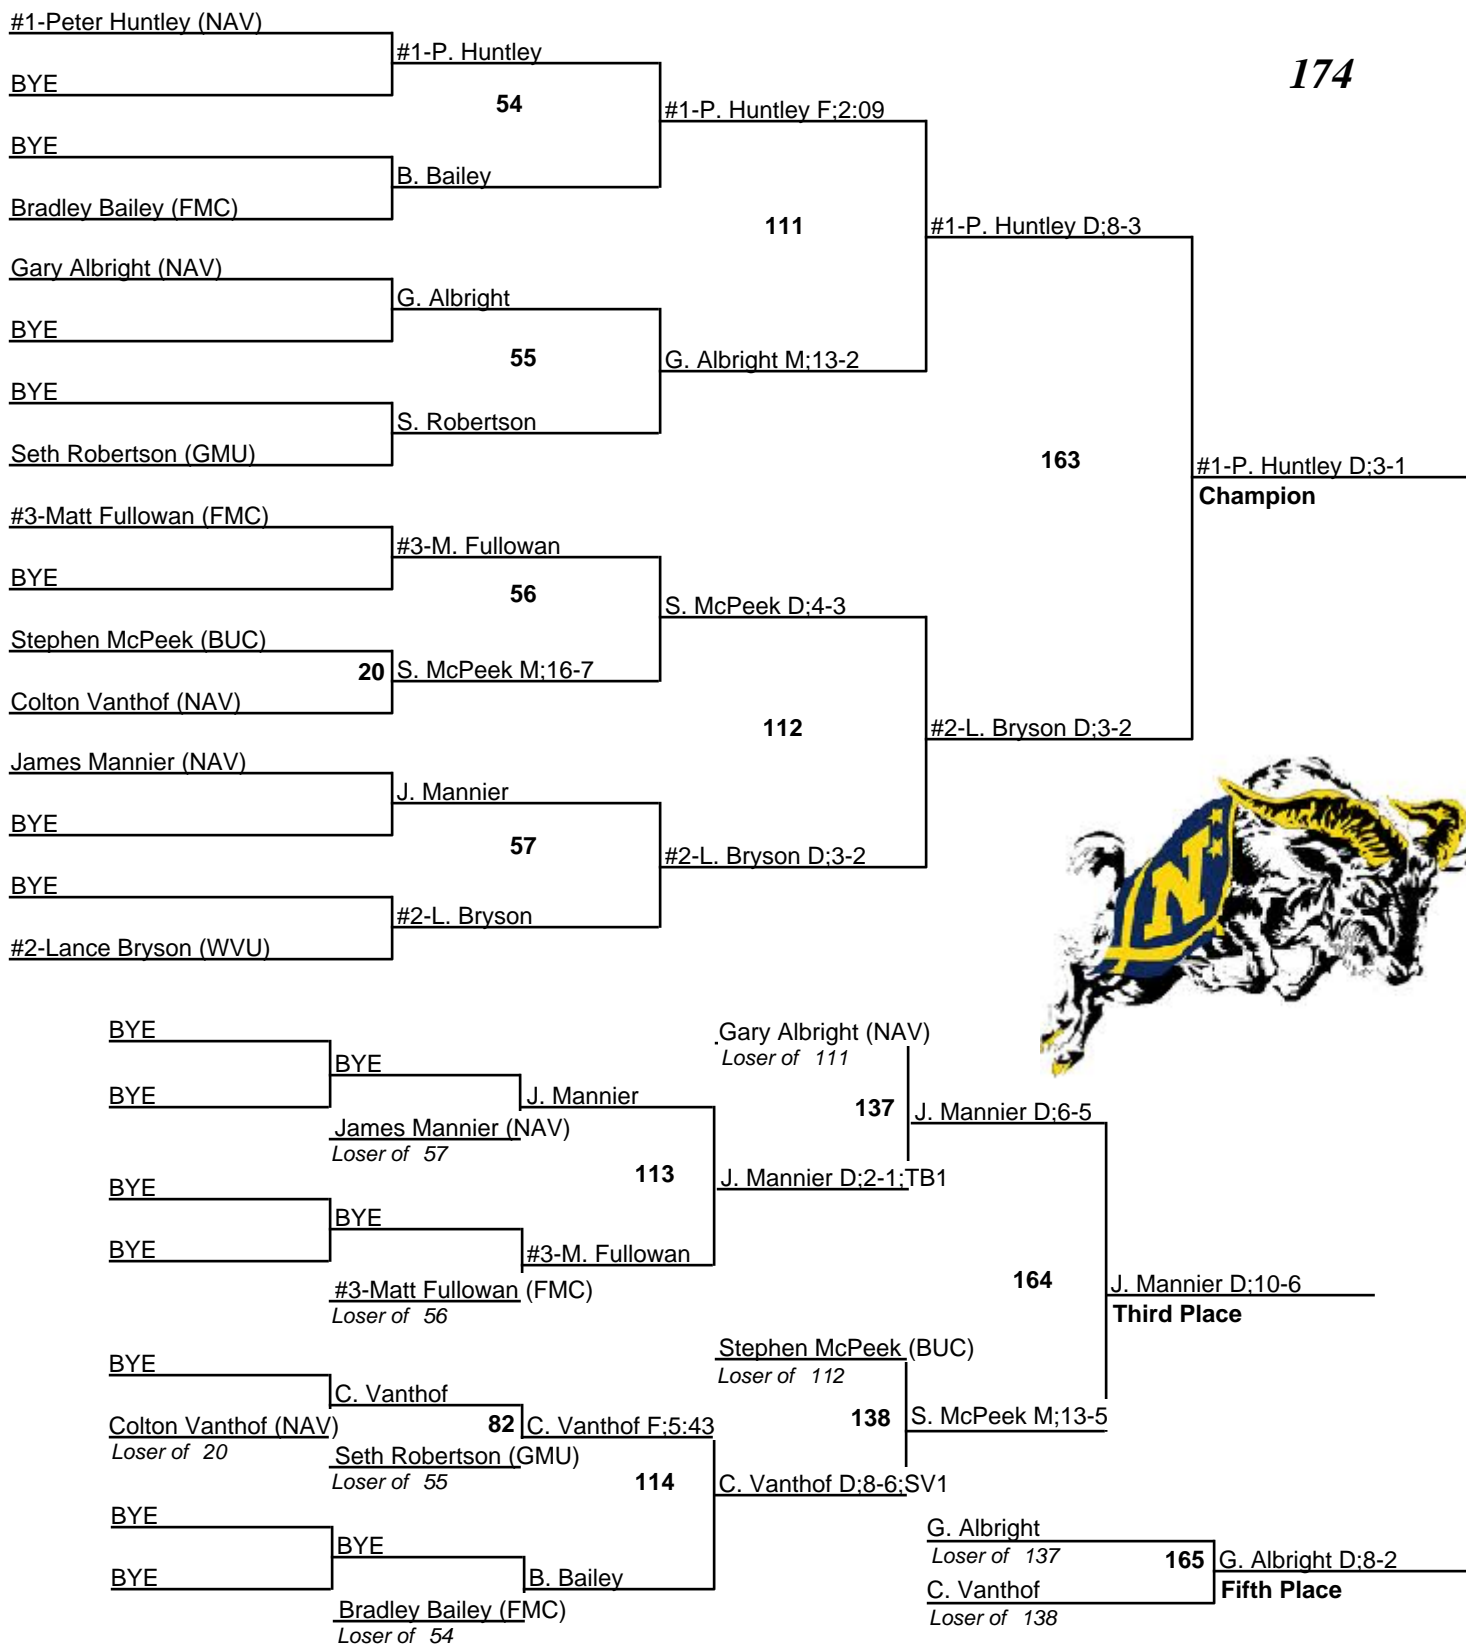 #1-Peter Huntley (NAV)
BYE
BYE
Bradley Bailey (FMC)
Gary Albright (NAV)
BYE
BYE
Seth Robertson (GMU)
#3-Matt Fullowan (FMC)
BYE
Stephen McPeek (BUC)
20
Colton Vanthof (NAV)
James Mannier (NAV)
BYE
BYE
#2-Lance Bryson (WVU)
#1-P. Huntley
54
B. Bailey
G. Albright
55
S. Robertson
#3-M. Fullowan
56
S. McPeek M;16-7
J. Mannier
57
#2-L. Bryson
#1-P. Huntley F;2:09
111
G. Albright M;13-2
S. McPeek D;4-3
112
#2-L. Bryson D;3-2
#1-P. Huntley D;8-3
163
#2-L. Bryson D;3-2
174
#1-P. Huntley D;3-1
Champion
N
BYE
BYE
BYE
James Mannier (NAV)
Loser of 57
J. Mannier
BYE
BYE
BYE
#3-Matt Fullowan (FMC)
Loser of 56
#3-M. Fullowan
113
BYE
Colton Vanthof (NAV)
Loser of 20
C. Vanthof
82
Seth Robertson (GMU)
Loser of 55
C. Vanthof F;5:43
BYE
BYE
BYE
Bradley Bailey (FMC)
Loser of 54
B. Bailey
114
Gary Albright (NAV)
Loser of 111
137
J. Mannier D;2-1;TB1
J. Mannier D;6-5
Stephen McPeek (BUC)
Loser of 112
138
C. Vanthof D;8-6;SV1
S. McPeek M;13-5
164
J. Mannier D;10-6
Third Place
G. Albright
Loser of 137
C. Vanthof
Loser of 138
165
G. Albright D;8-2
Fifth Place